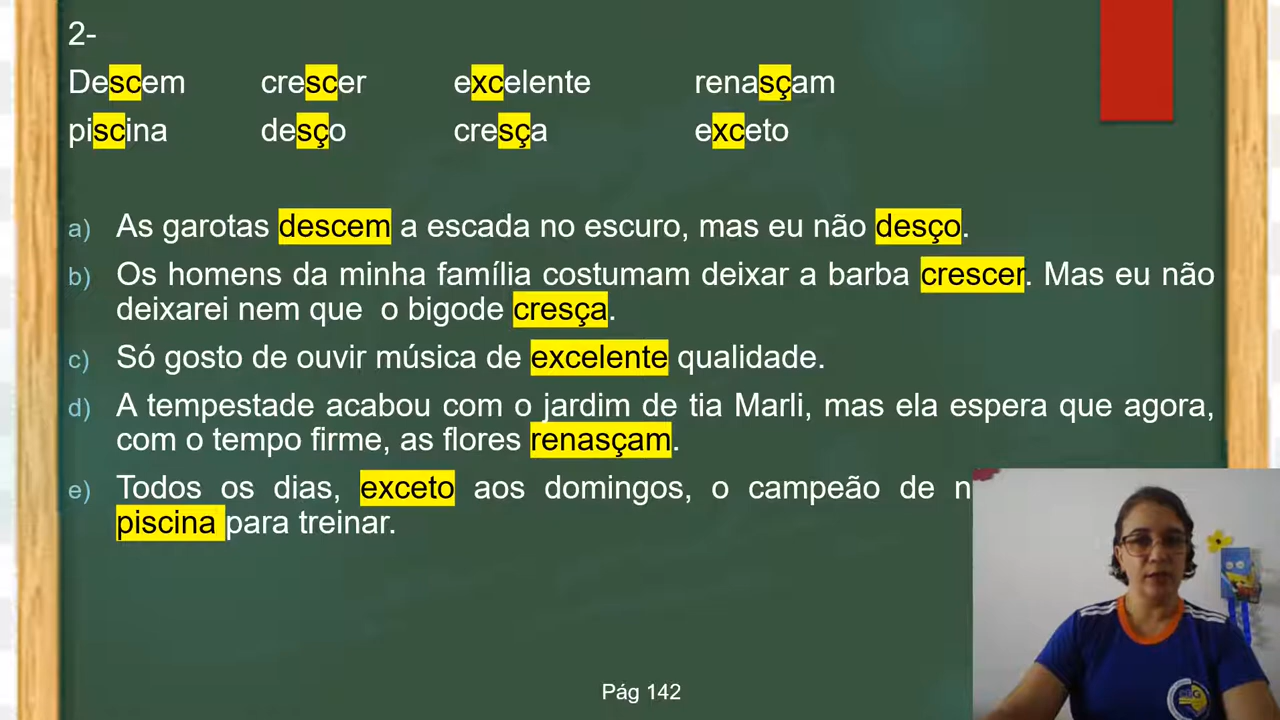 2-
Descem crescer excelente renasçam
piscina desço cresça exceto
a) As garotas descem a escada no escuro, mas eu não desço.
b) Os homens da minha família costumam deixar a barba crescer. Mas eu não
deixarei nem que o bigode cresça.
c) Só gosto de ouvir música de excelente qualidade.
d) A tempestade acabou com o jardim de tia Marli, mas ela espera que agora,
com o tempo firme, as flores renasçam.
e) Todos os dias, exceto aos domingos, o campeão de
piscina para treinar.
Pág 142